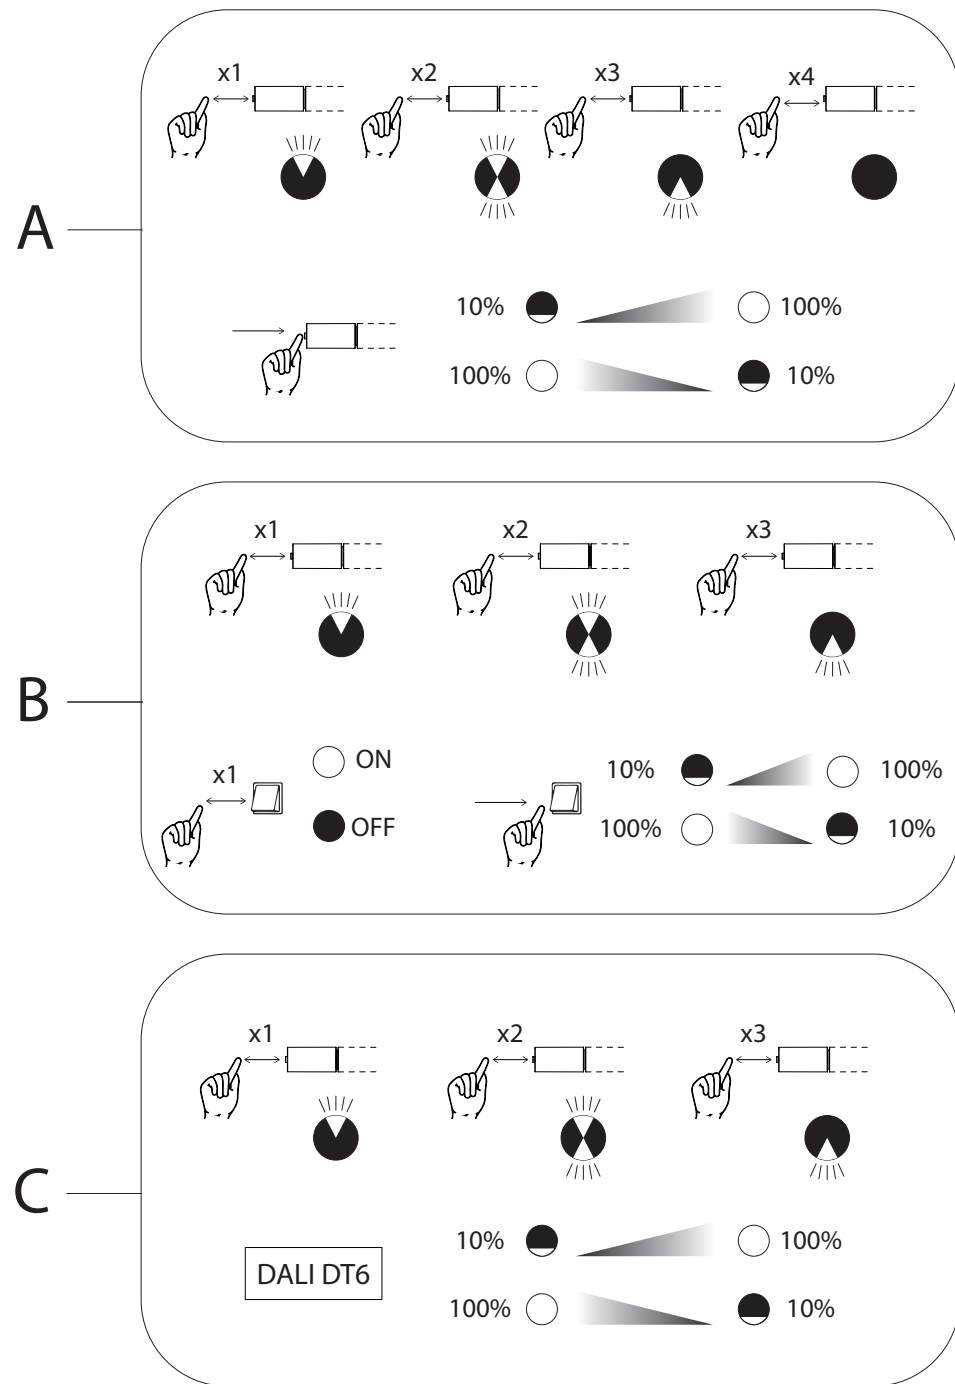 x1 x2 x3 x4
A
10% 100%
100% 10%
x1 x2 x3
B
x1 ON 10% 100%
OFF 100% 10%
x1 x2 x3
C
10% 100%
DALI DT6
100% 10%